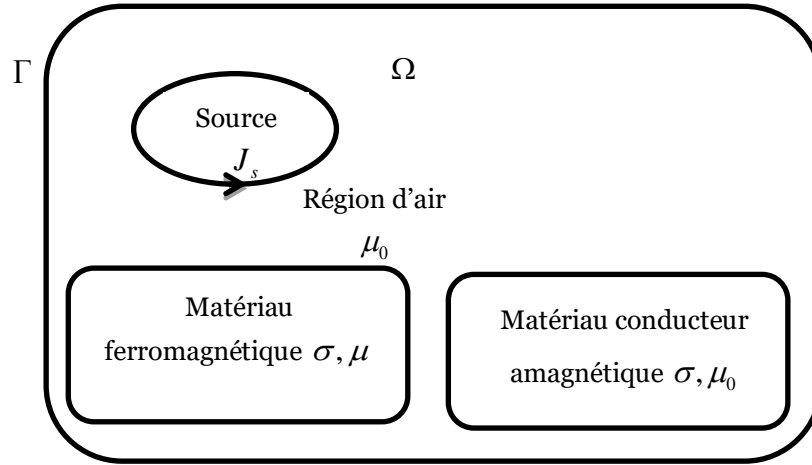 Γ
Ω
Source
J_s
Région d'air
μ_0
Matériau
ferromagnétique σ, μ
Matériau conducteur
amagnétique σ, μ_0